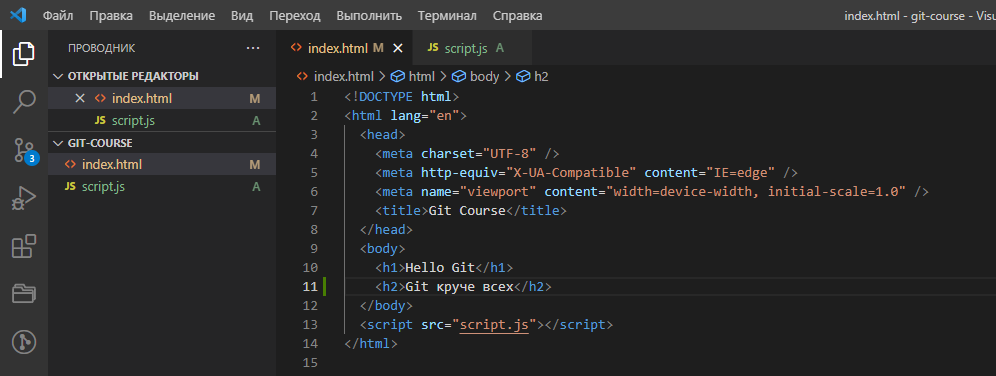 Файл Правка Выделение Вид Переход Выполнить Терминал Справка index.html - git-course - Visu
ПРОВОДНИК ...
ОТКРЫТЫЕ РЕДАКТОРЫ
index.html M
JS script.js A
GIT-COURSE
index.html M
JS script.js A
3
index.html M JS script.js A
index.html > html > body > h2
1 <!DOCTYPE html>
2 <html lang="en">
3 <head>
4 <meta charset="UTF-8" />
5 <meta http-equiv="X-UA-Compatible" content="IE=edge" />
6 <meta name="viewport" content="width=device-width, initial-scale=1.0" />
7 <title>Git Course</title>
8 </head>
9 <body>
10 <h1>Hello Git</h1>
11 <h2>Git круче всех</h2>
12 </body>
13 <script src="script.js"></script>
14 </html>
15